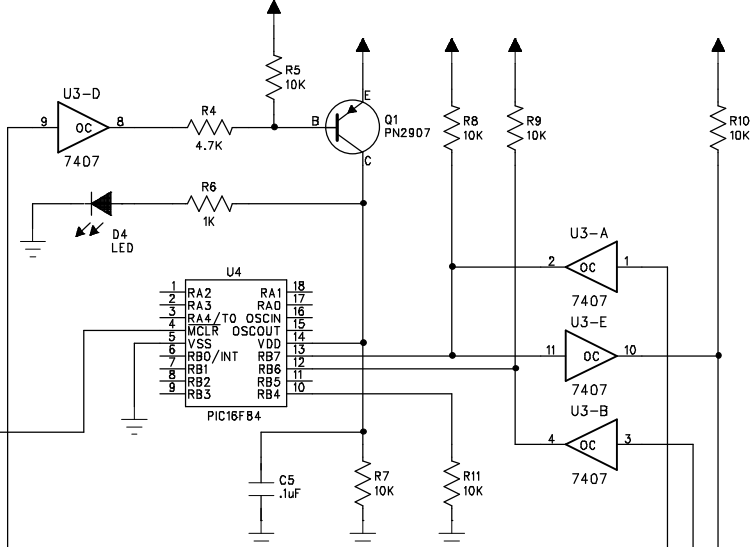 U3-D
9 OC 8
7407
R5
10K
R4
4.7K
E
B
C
Q1
PN2907
R8
10K
R9
10K
R10
10K
R6
1K
D4
LED
U3-A
2 OC 1
7407
U3-E
11 OC 10
7407
U3-B
4 OC 3
7407
U4
1 RA2 RA1 18
2 RA3 RA0 17
3 RA4/T0 OSCIN 16
4 MCLR OSCOUT 15
5 VSS VDD 14
6 RB0/INT RB7 13
7 RB1 RB6 12
8 RB2 RB5 11
9 RB3 RB4 10
PIC16F84
C5
.1uF
R7
10K
R11
10K